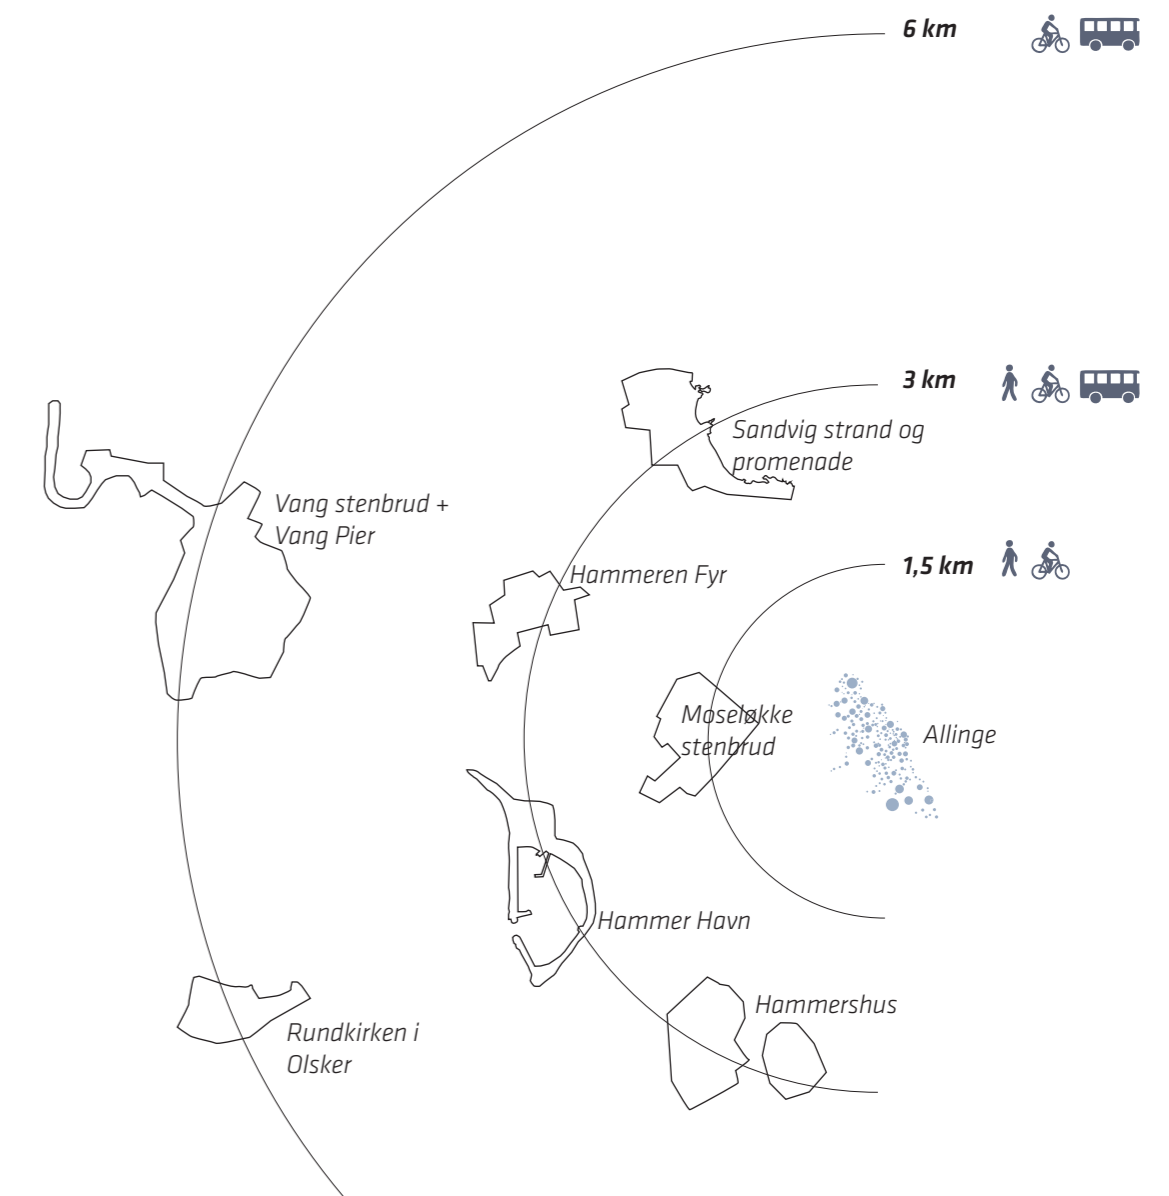 6 km
3 km
Sandvig strand og
promenade
Vang stenbrud +
Vang Pier
Hammeren Fyr
1,5 km
Moseløkke
stenbrud
Allinge
Hammer Havn
Hammershus
Rundkirken i
Olsker